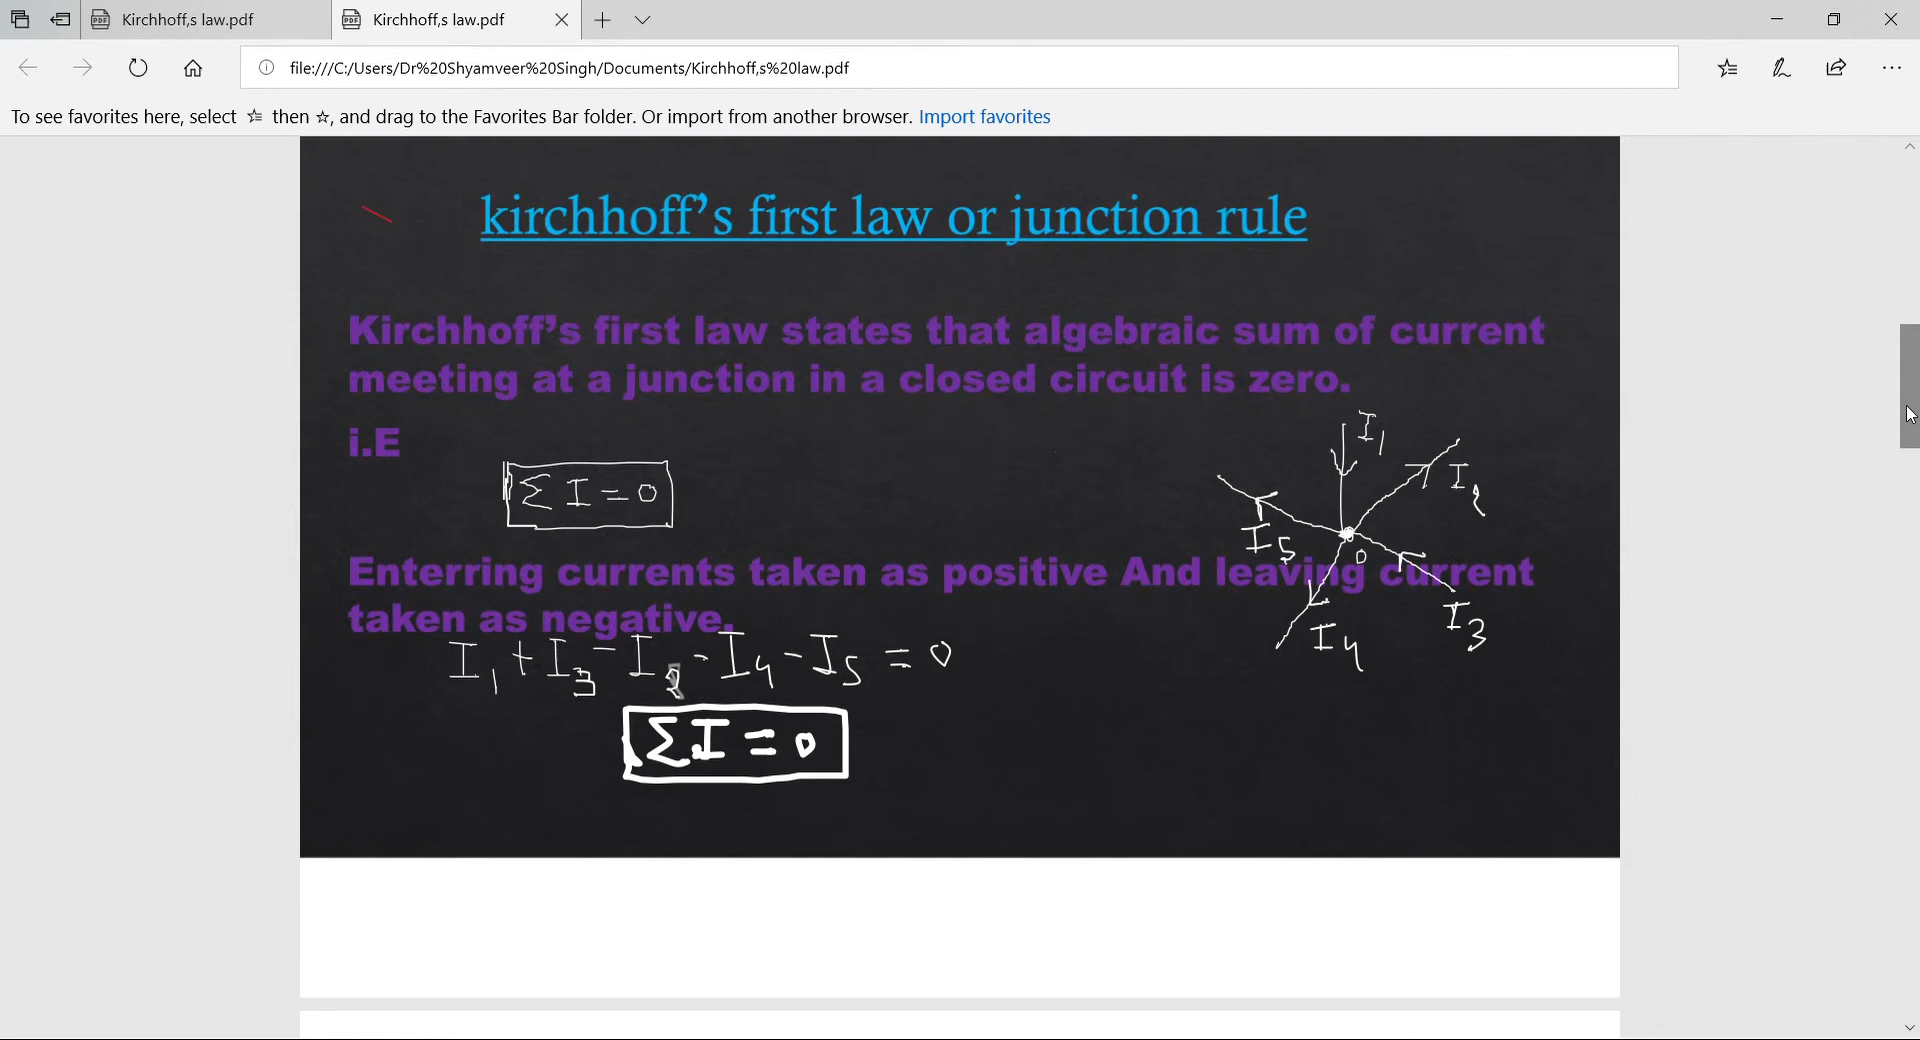 Kirchhoff,s law.pdf
Kirchhoff,s law.pdf
file:///C:/Users/Dr%20Shyamveer%20Singh/Documents/Kirchhoff,s%20law.pdf
To see favorites here, select ☆ then ☆, and drag to the Favorites Bar folder. Or import from another browser. Import favorites
kirchhoff's first law or junction rule
Kirchhoff's first law states that algebraic sum of current
meeting at a junction in a closed circuit is zero.
i.E
Σ I = 0
I₁
I₂
I₅
0
I₃
I₄
Enterring currents taken as positive And leaving current
taken as negative.
I₁ + I₃ - I₂ - I₄ - I₅ = 0
Σ I = 0